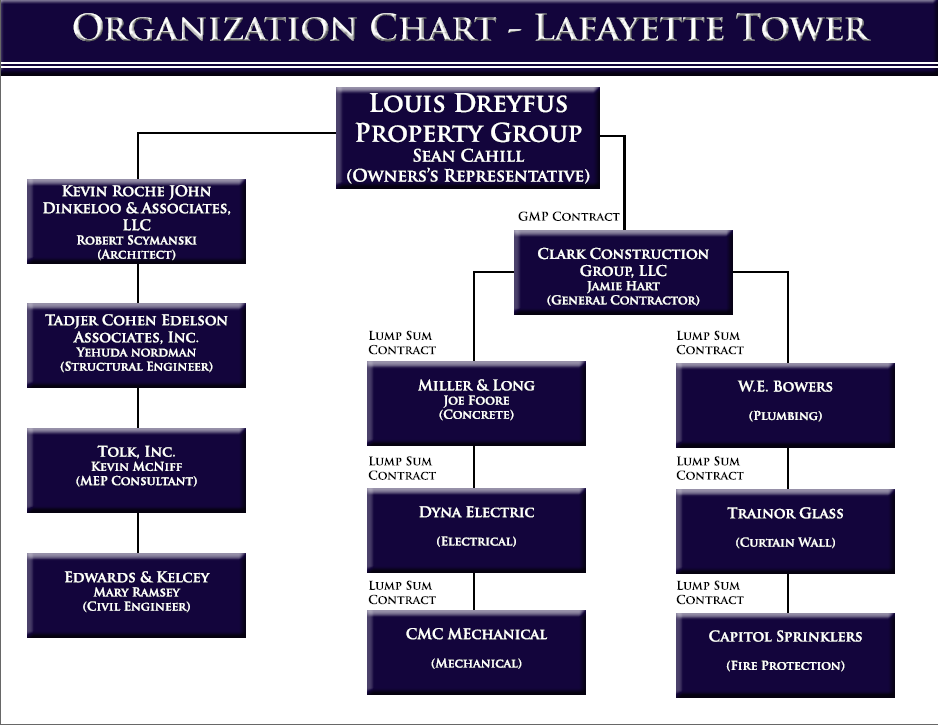 Organization Chart - Lafayette Tower
Louis Dreyfus
Property Group
Sean Cahill
(Owners's Representative)
Kevin Roche JOhn
Dinkeloo & Associates,
LLC
Robert Scymanski
(Architect)
GMP Contract
Clark Construction
Group, LLC
Jamie Hart
(General Contractor)
Tadjer Cohen Edelson
Associates, Inc.
Yehuda nordman
(Structural Engineer)
Lump Sum
Contract
Miller & Long
Joe Foore
(Concrete)
Lump Sum
Contract
W.E. Bowers
(Plumbing)
Tolk, Inc.
Kevin McNiff
(MEP Consultant)
Lump Sum
Contract
Dyna Electric
(Electrical)
Lump Sum
Contract
Trainor Glass
(Curtain Wall)
Edwards & Kelcey
Mary Ramsey
(Civil Engineer)
Lump Sum
Contract
CMC MEchanical
(Mechanical)
Lump Sum
Contract
Capitol Sprinklers
(Fire Protection)